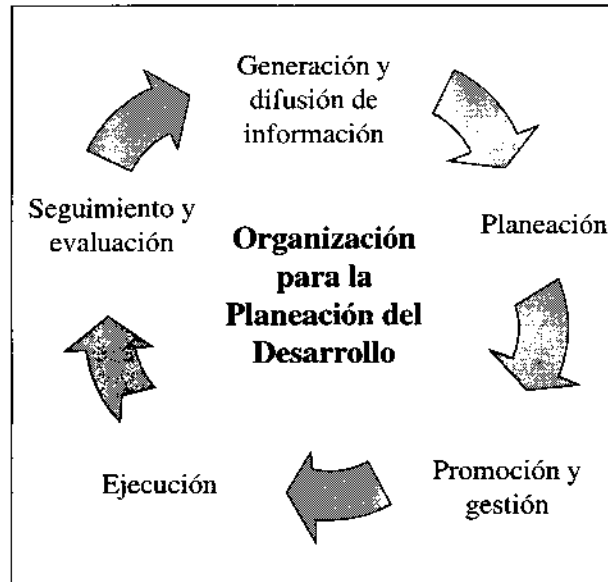 Generación y
difusión de
información
Planeación
Promoción y
gestión
Ejecución
Seguimiento y
evaluación
Organización
para la
Planeación del
Desarrollo